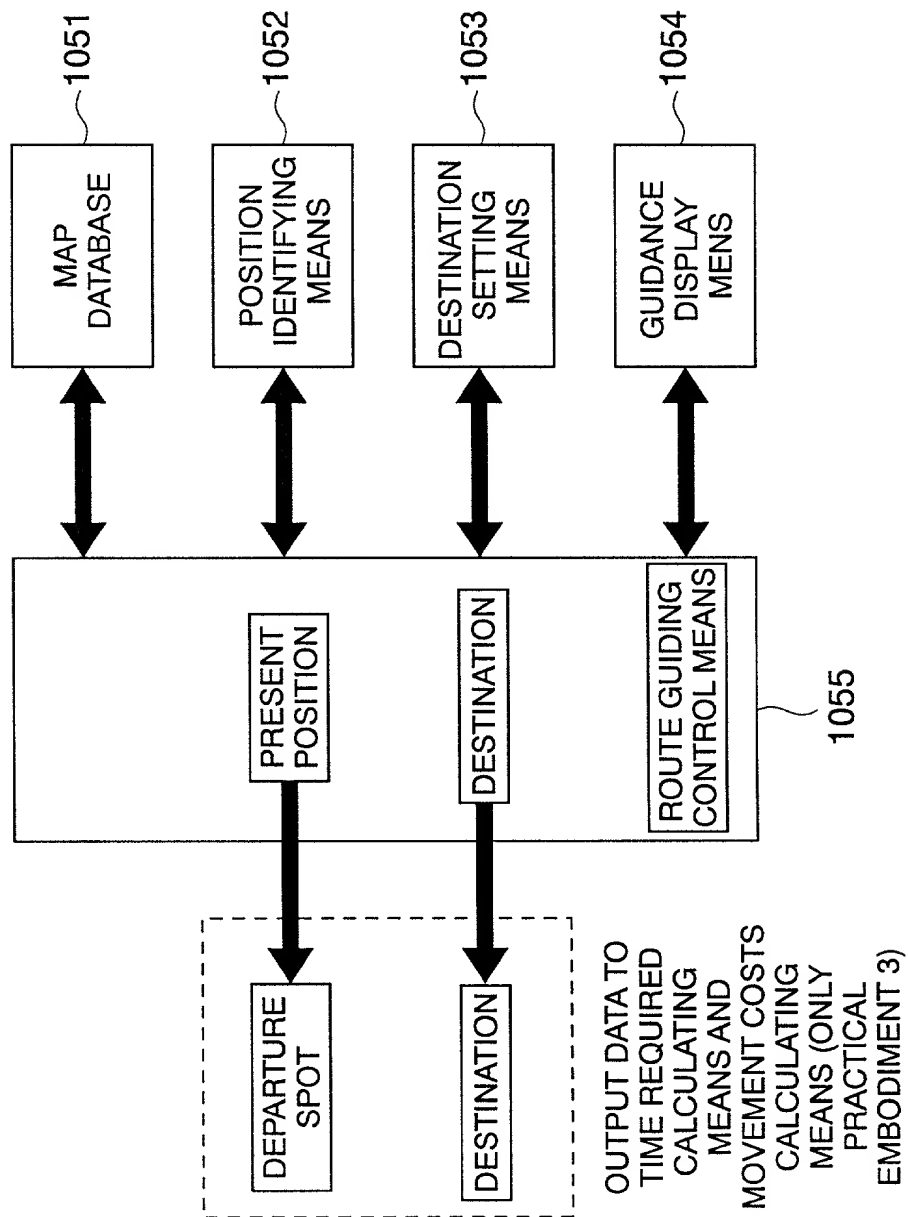 MAP
DATABASE
1051
POSITION
IDENTIFYING
MEANS
1052
DESTINATION
SETTING
MEANS
1053
GUIDANCE
DISPLAY
MENS
1054
PRESENT
POSITION
DESTINATION
ROUTE GUIDING
CONTROL MEANS
1055
DEPARTURE
SPOT
DESTINATION
OUTPUT DATA TO
TIME REQUIRED
CALCULATING
MEANS AND
MOVEMENT COSTS
CALCULATING
MEANS (ONLY
PRACTICAL
EMBODIMENT 3)